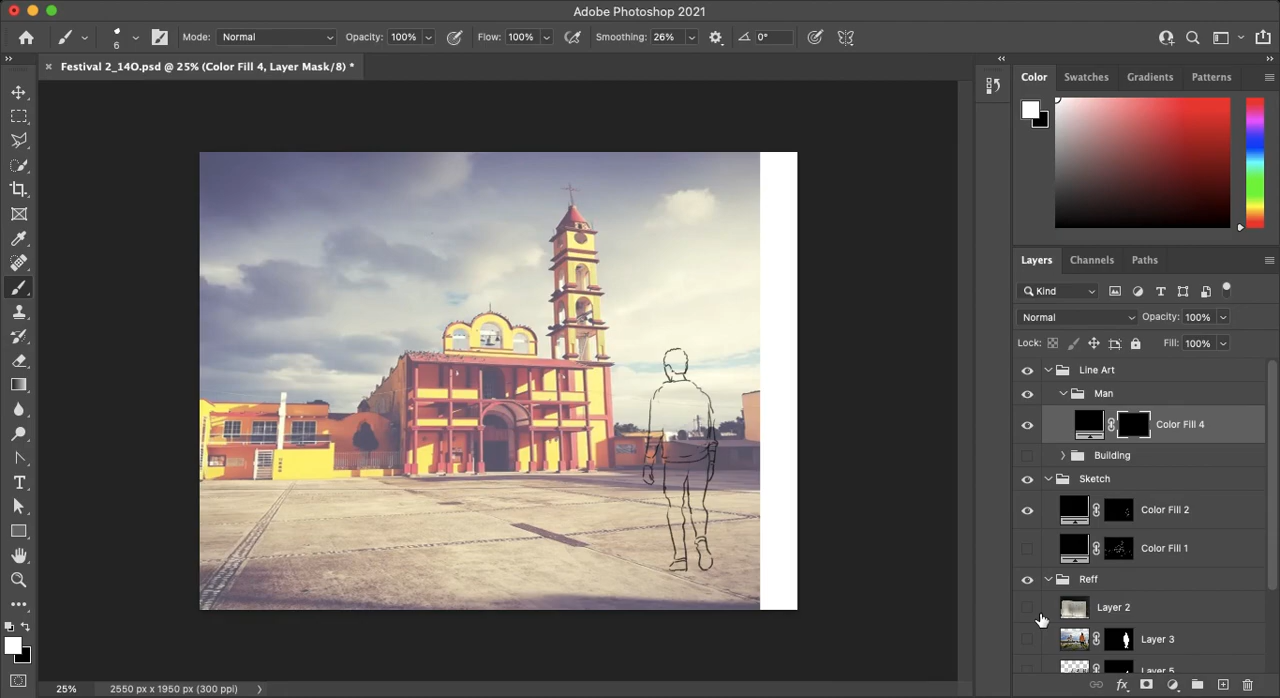 Adobe Photoshop 2021
6 Mode: Normal Opacity: 100% Flow: 100% Smoothing: 26% 0°
Festival 2_14O.psd @ 25% (Color Fill 4, Layer Mask/8) *
Color Swatches Gradients Patterns
Layers Channels Paths
Kind
Normal Opacity: 100%
Lock: Fill: 100%
Line Art
Man
Color Fill 4
Building
Sketch
Color Fill 2
Color Fill 1
Reff
Layer 2
Layer 3
Layer 5
25% 2550 px x 1950 px (300 ppi)